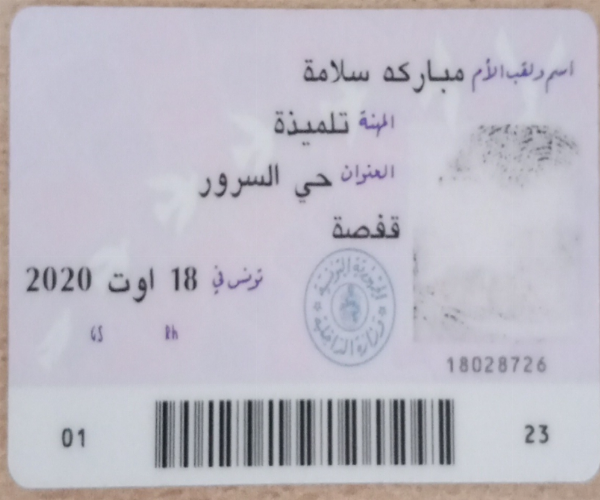 اسم ولقب الأم مباركه سلامة
المهنة تلميذة
العنوان حي السرور
قفصة
تونس في 18 اوت 2020
GS Rh
الجمهورية التونسية
وزارة الداخلية
18028726
01 23